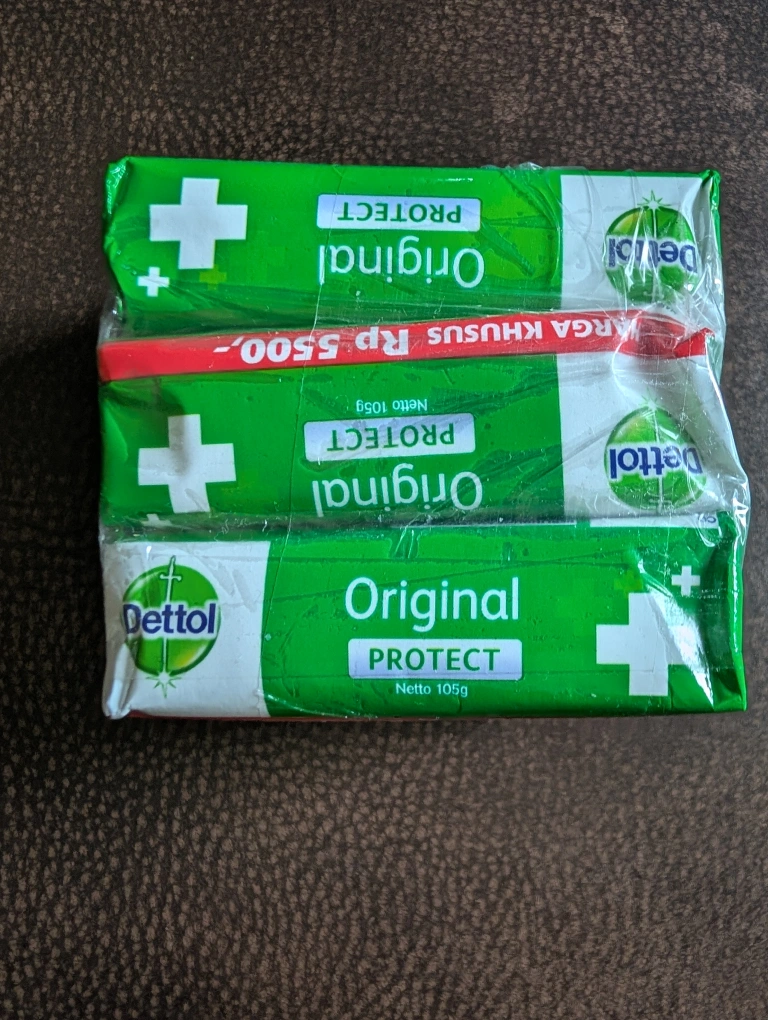 PROTECT
Original
Dettol
HARGA KHUSUS Rp 5500,-
Netto 105g
PROTECT
Original
Dettol
Dettol
Original
PROTECT
Netto 105g